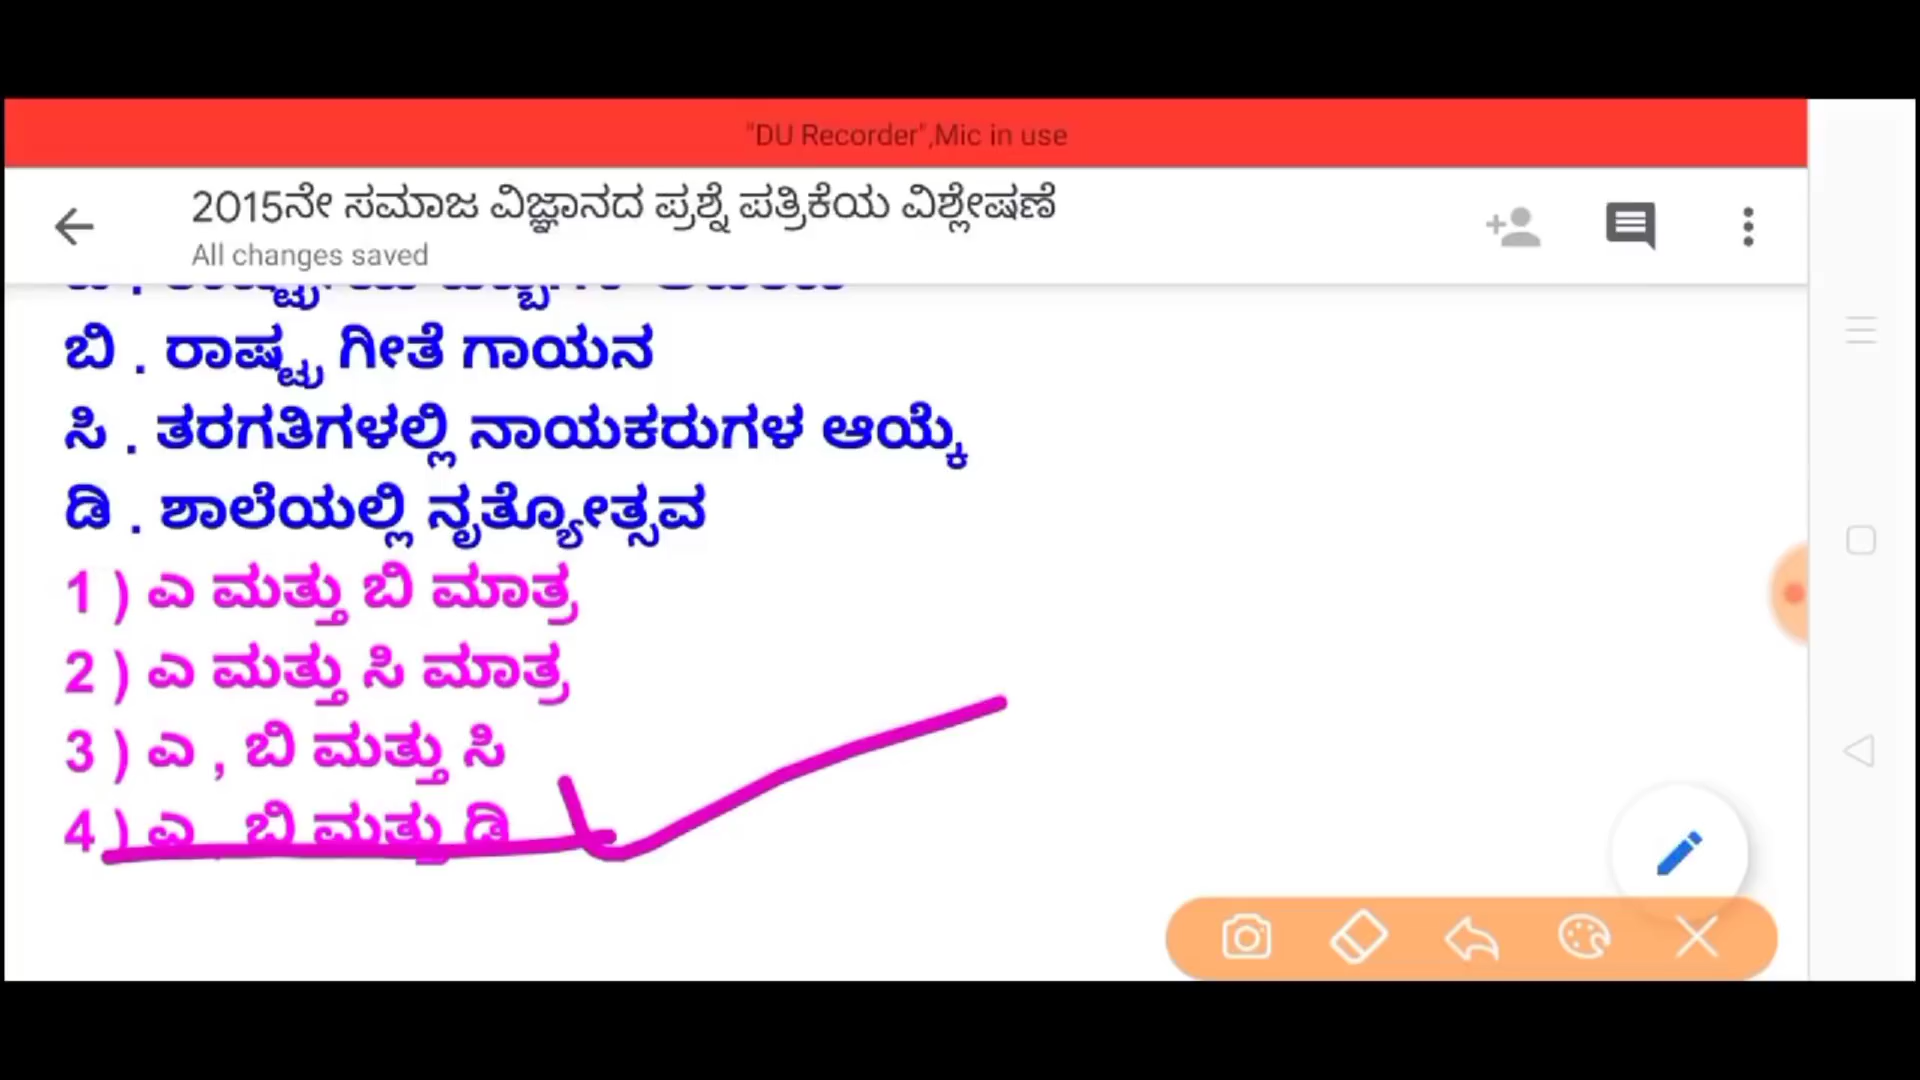 "DU Recorder",Mic in use
2015ನೇ ಸಮಾಜ ವಿಜ್ಞಾನದ ಪ್ರಶ್ನೆ ಪತ್ರಿಕೆಯ ವಿಶ್ಲೇಷಣೆ
All changes saved
ಬಿ . ರಾಷ್ಟ್ರ ಗೀತೆ ಗಾಯನ
ಸಿ . ತರಗತಿಗಳಲ್ಲಿ ನಾಯಕರುಗಳ ಆಯ್ಕೆ
ಡಿ . ಶಾಲೆಯಲ್ಲಿ ನೃತ್ಯೋತ್ಸವ
1 ) ಎ ಮತ್ತು ಬಿ ಮಾತ್ರ
2 ) ಎ ಮತ್ತು ಸಿ ಮಾತ್ರ
3 ) ಎ , ಬಿ ಮತ್ತು ಸಿ
4 ) ಎ , ಬಿ ಮತ್ತು ಡಿ